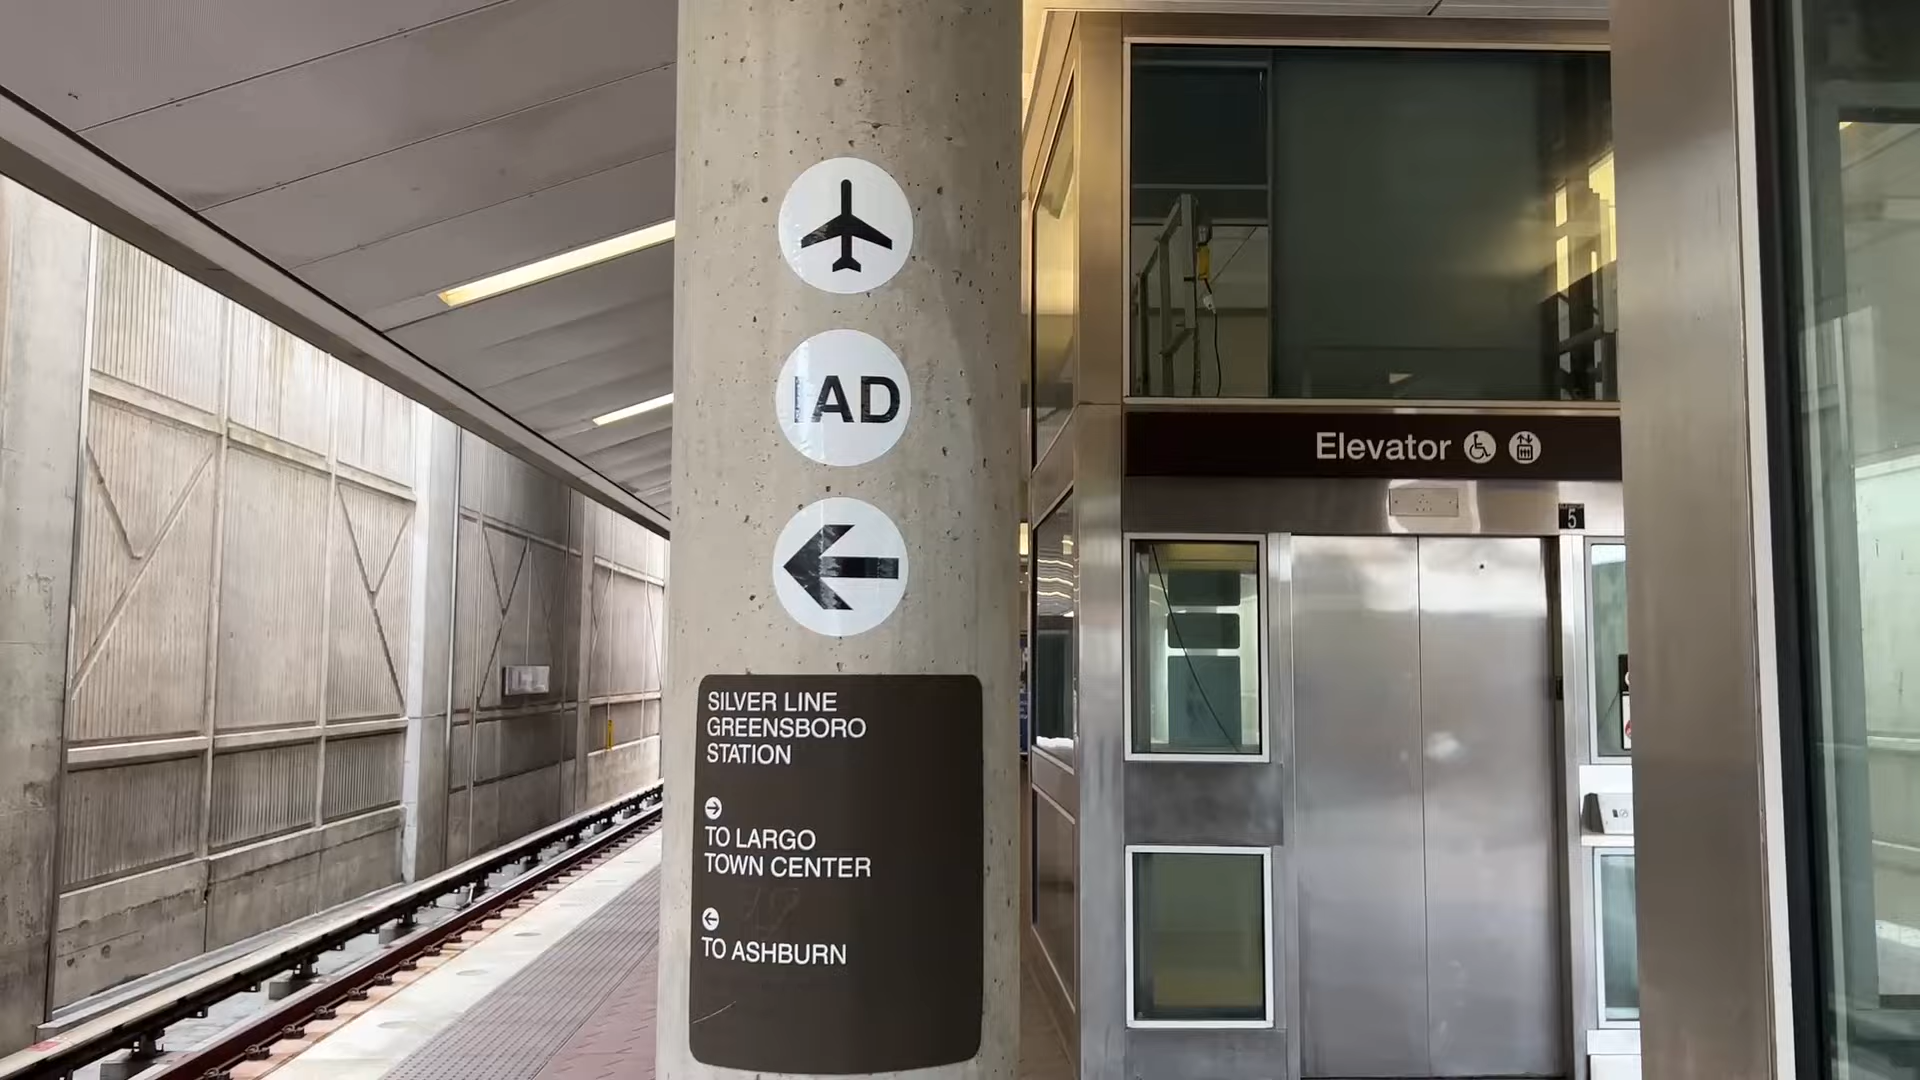 IAD
SILVER LINE
GREENSBORO
STATION
TO LARGO
TOWN CENTER
TO ASHBURN
Elevator
5